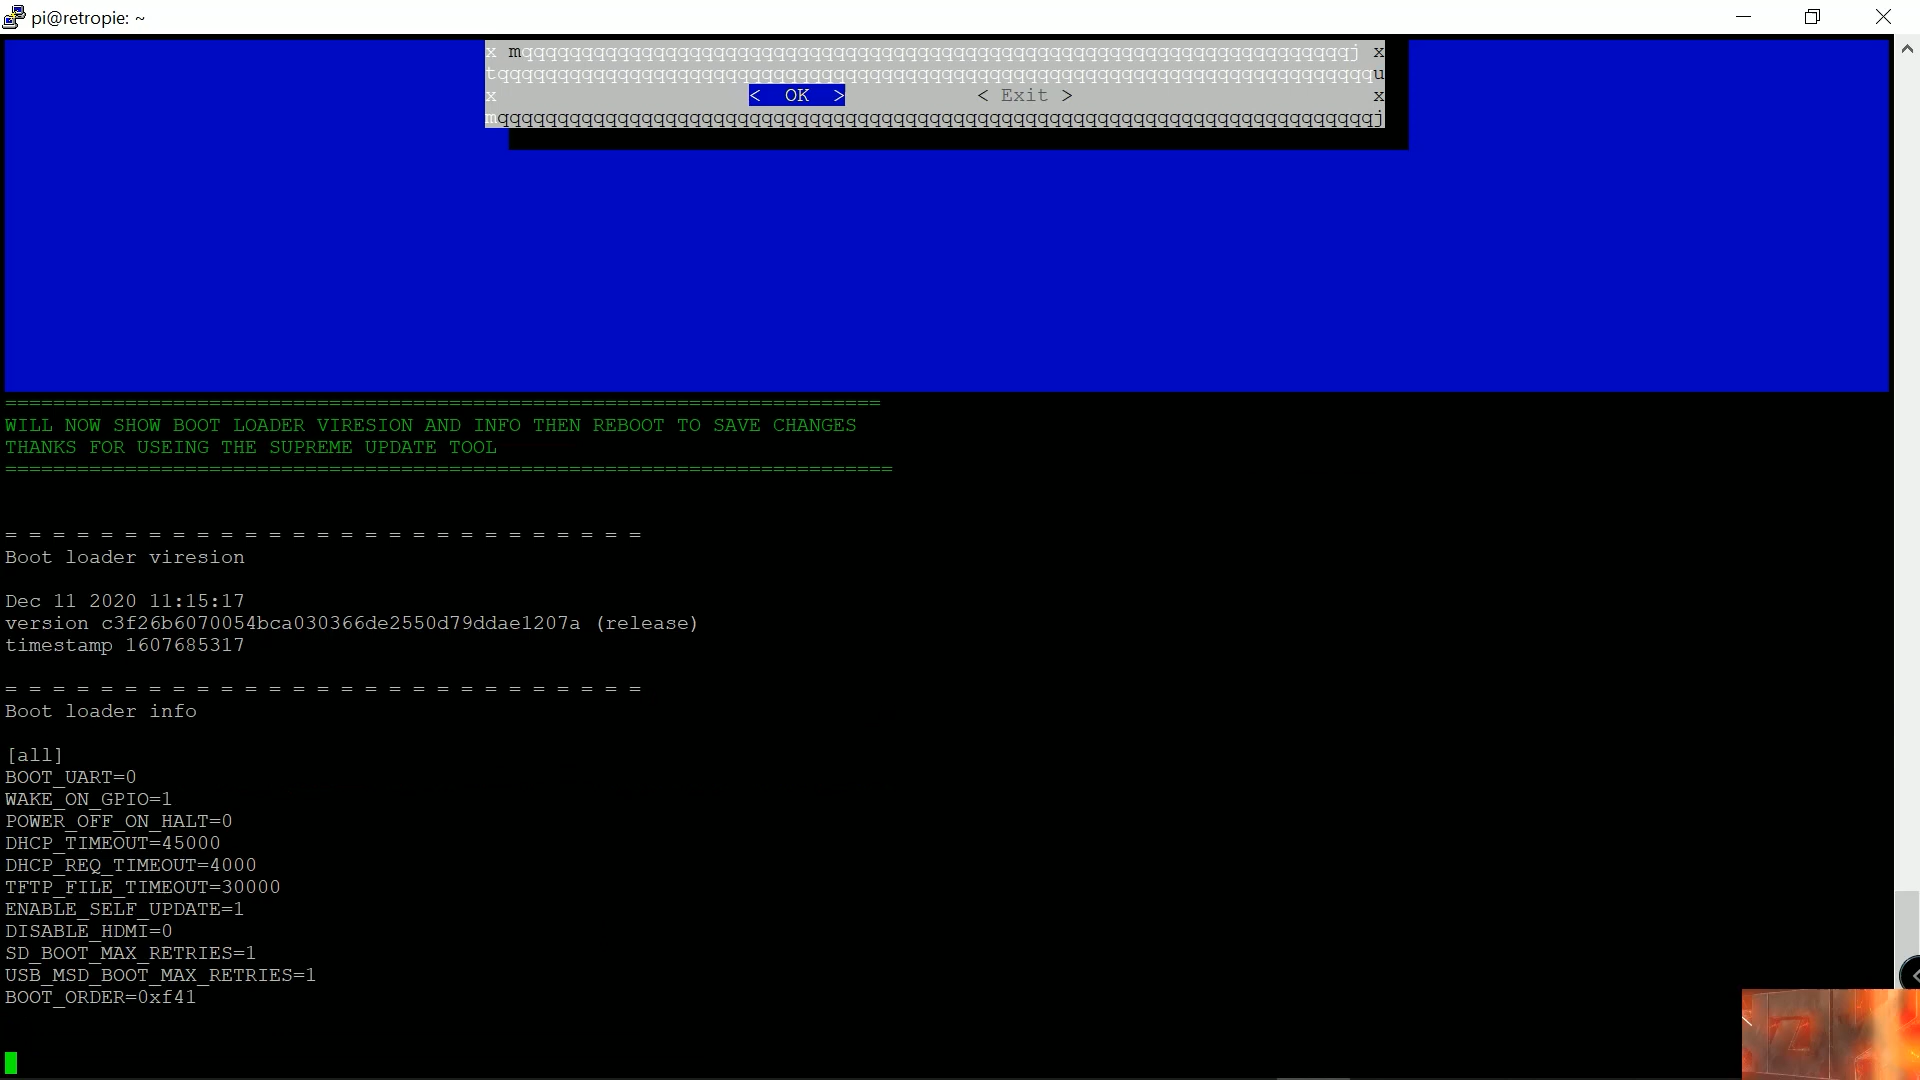 pi@retropie: ~
x mqqqqqqqqqqqqqqqqqqqqqqqqqqqqqqqqqqqqqqqqqqqqqqqqqqqqqqqqqqqqqqqqqqqqqj x
tqqqqqqqqqqqqqqqqqqqqqqqqqqqqqqqqqqqqqqqqqqqqqqqqqqqqqqqqqqqqqqqqqqqqqqqqqu
x < OK > < Exit > x
mqqqqqqqqqqqqqqqqqqqqqqqqqqqqqqqqqqqqqqqqqqqqqqqqqqqqqqqqqqqqqqqqqqqqqqqqqj
=========================================================================
WILL NOW SHOW BOOT LOADER VIRESION AND INFO THEN REBOOT TO SAVE CHANGES
THANKS FOR USEING THE SUPREME UPDATE TOOL
==========================================================================
= = = = = = = = = = = = = = = = = = = = = = = = = = =
Boot loader viresion
Dec 11 2020 11:15:17
version c3f26b6070054bca030366de2550d79ddae1207a (release)
timestamp 1607685317
= = = = = = = = = = = = = = = = = = = = = = = = = = =
Boot loader info
[all]
BOOT_UART=0
WAKE_ON_GPIO=1
POWER_OFF_ON_HALT=0
DHCP_TIMEOUT=45000
DHCP_REQ_TIMEOUT=4000
TFTP_FILE_TIMEOUT=30000
ENABLE_SELF_UPDATE=1
DISABLE_HDMI=0
SD_BOOT_MAX_RETRIES=1
USB_MSD_BOOT_MAX_RETRIES=1
BOOT_ORDER=0xf41